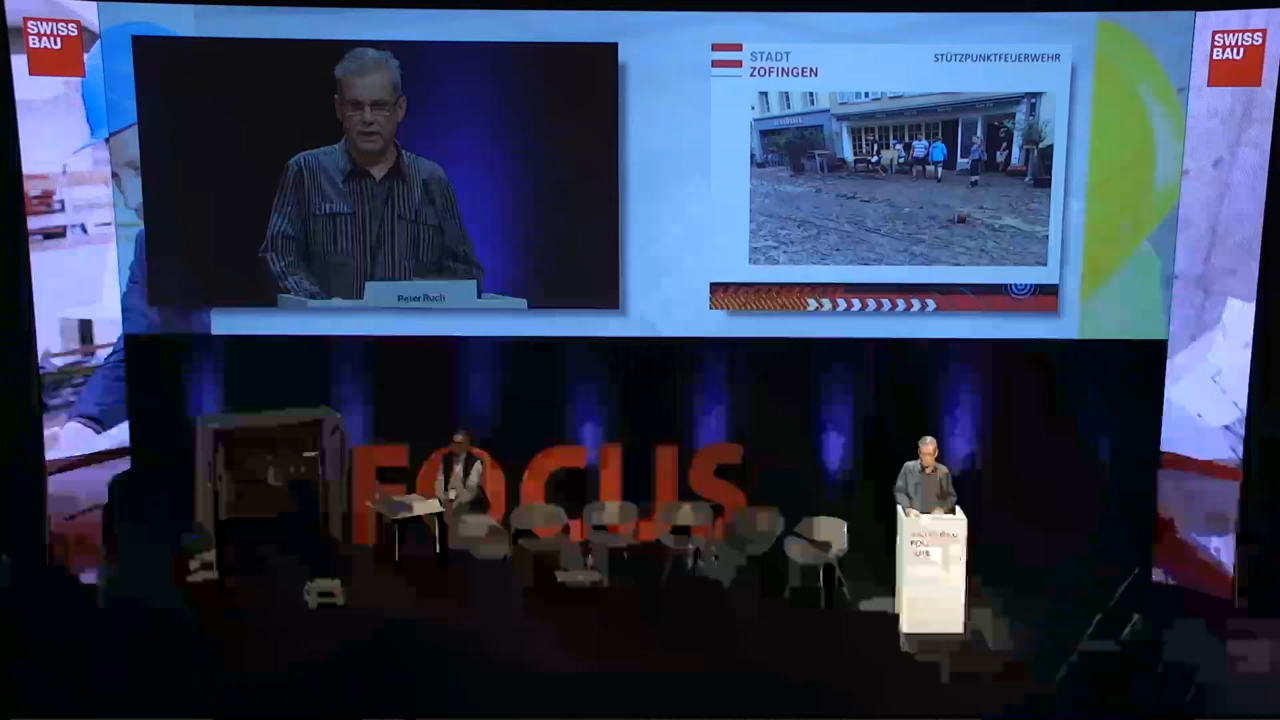 SWISS
BAU
STADT
ZOFINGEN
STÜTZPUNKTFEUERWEHR
SWISS
BAU
Peter Ruch
FOCUS